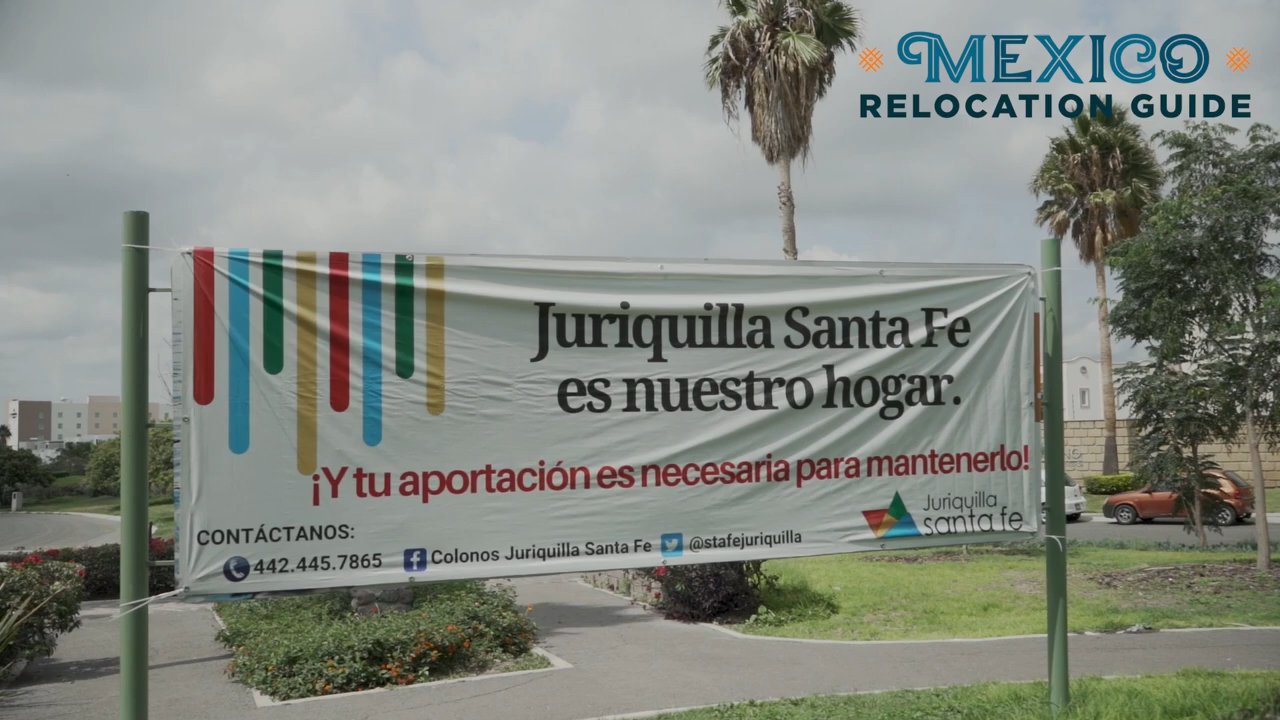 MEXICO
RELOCATION GUIDE
Juriquilla Santa Fe
es nuestro hogar.
¡Y tu aportación es necesaria para mantenerlo!
Juriquilla
santa fe
CONTÁCTANOS:
442.445.7865 Colonos Juriquilla Santa Fe @stafejuriquilla